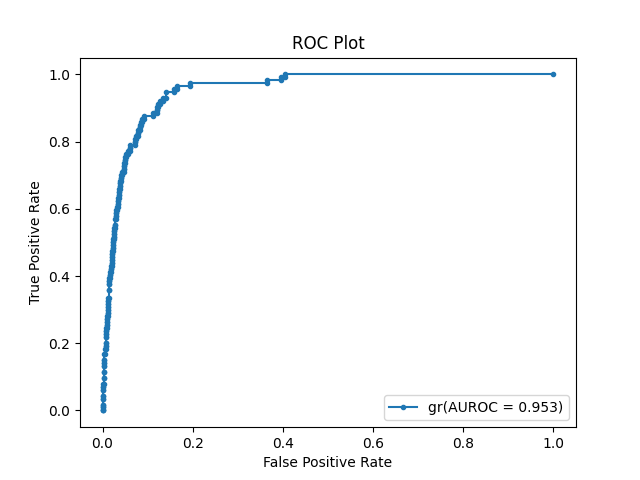 ROC Plot
True Positive Rate
1.0
0.8
0.6
0.4
0.2
0.0
0.0 0.2 0.4 0.6 0.8 1.0
False Positive Rate
gr(AUROC = 0.953)